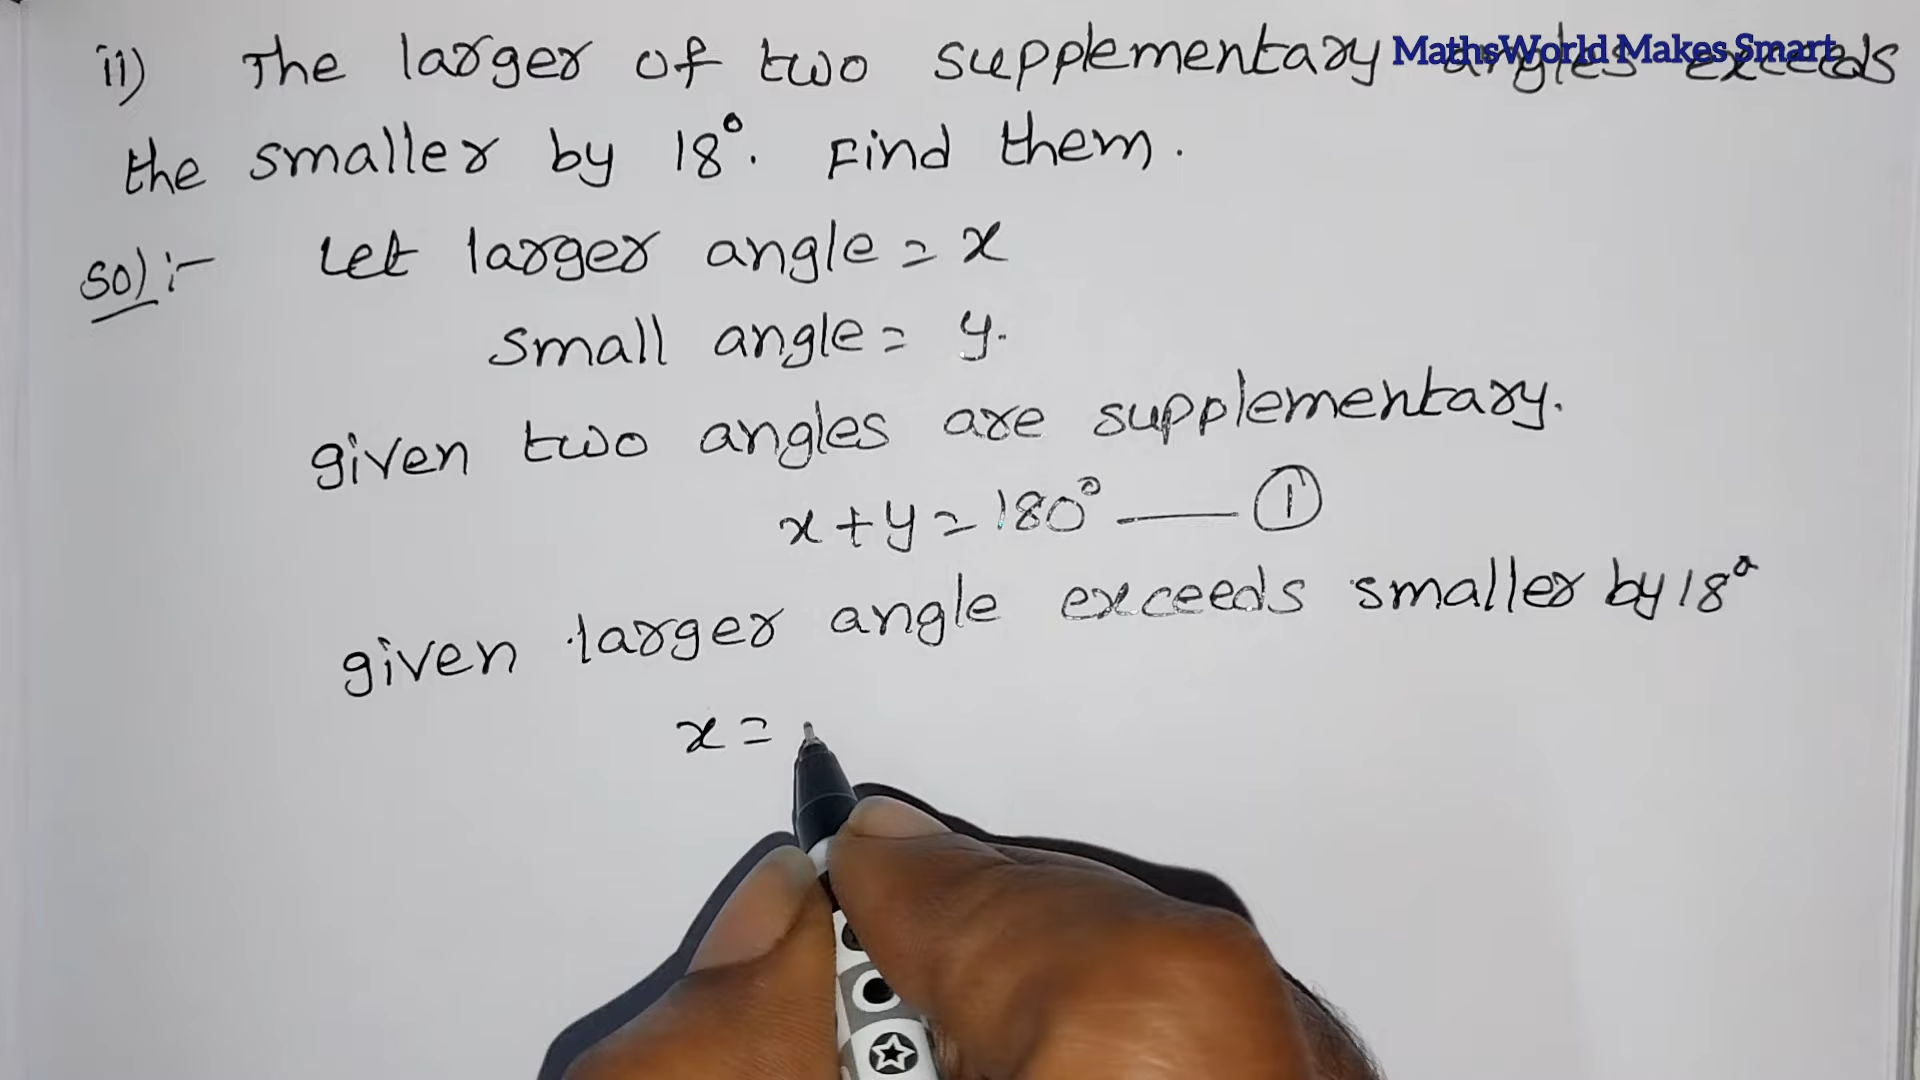 ii) The larger of two supplementary angles exceeds
MathsWorld Makes Smart
the smaller by 18°. Find them.
Sol:- Let larger angle = x
small angle = y.
given two angles are supplementary.
x + y = 180° —— ①
given larger angle exceeds smaller by 18°
x =